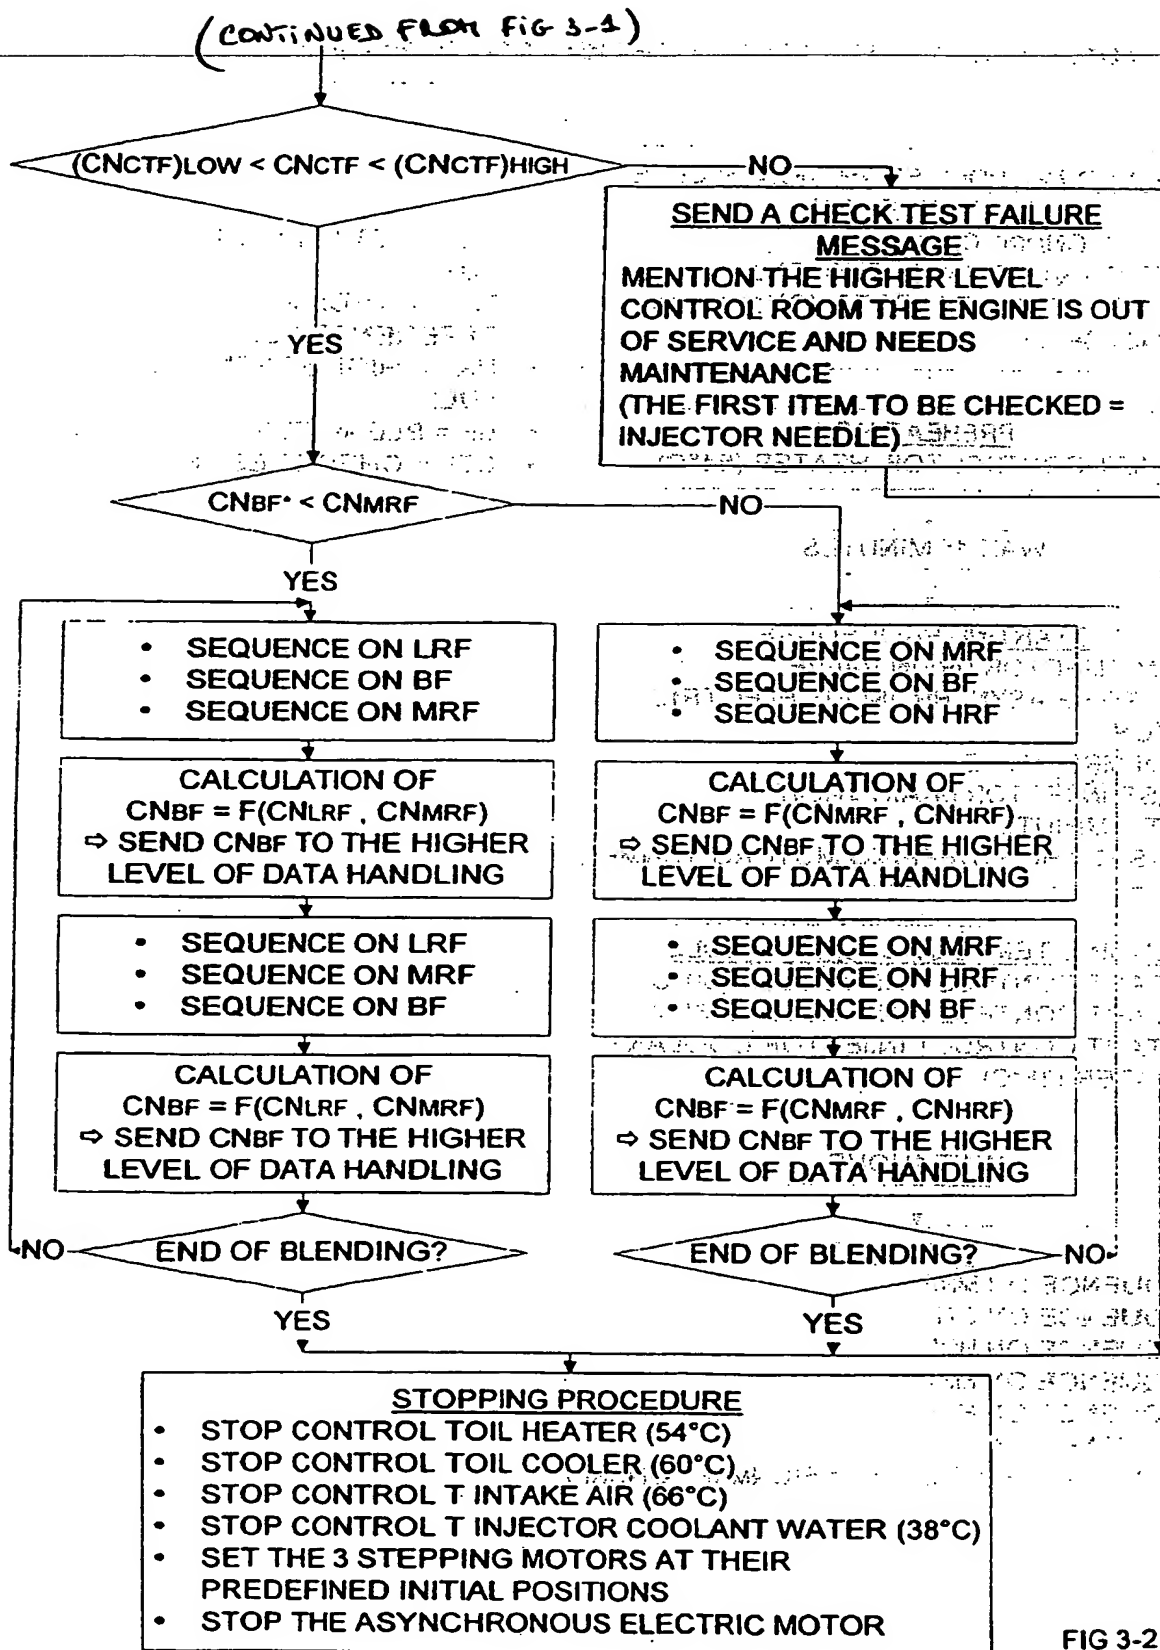 (CONTINUED FROM FIG 3-1)
(CNCTF)LOW < CNCTF < (CNCTF)HIGH
NO
SEND A CHECK TEST FAILURE
MESSAGE
MENTION THE HIGHER LEVEL
CONTROL ROOM THE ENGINE IS OUT
OF SERVICE AND NEEDS
MAINTENANCE
(THE FIRST ITEM TO BE CHECKED =
INJECTOR NEEDLE)
YES
CNBF* < CNMRF
NO
YES
• SEQUENCE ON LRF
• SEQUENCE ON BF
• SEQUENCE ON MRF
CALCULATION OF
CNBF = F(CNLRF , CNMRF)
⇨ SEND CNBF TO THE HIGHER
LEVEL OF DATA HANDLING
• SEQUENCE ON LRF
• SEQUENCE ON MRF
• SEQUENCE ON BF
CALCULATION OF
CNBF = F(CNLRF , CNMRF)
⇨ SEND CNBF TO THE HIGHER
LEVEL OF DATA HANDLING
NO
END OF BLENDING?
YES
• SEQUENCE ON MRF
• SEQUENCE ON BF
• SEQUENCE ON HRF
CALCULATION OF
CNBF = F(CNMRF , CNHRF)
⇨ SEND CNBF TO THE HIGHER
LEVEL OF DATA HANDLING
• SEQUENCE ON MRF
• SEQUENCE ON HRF
• SEQUENCE ON BF
CALCULATION OF
CNBF = F(CNMRF , CNHRF)
⇨ SEND CNBF TO THE HIGHER
LEVEL OF DATA HANDLING
END OF BLENDING?
NO
YES
STOPPING PROCEDURE
• STOP CONTROL TOIL HEATER (54°C)
• STOP CONTROL TOIL COOLER (60°C)
• STOP CONTROL T INTAKE AIR (66°C)
• STOP CONTROL T INJECTOR COOLANT WATER (38°C)
• SET THE 3 STEPPING MOTORS AT THEIR
PREDEFINED INITIAL POSITIONS
• STOP THE ASYNCHRONOUS ELECTRIC MOTOR
FIG 3-2